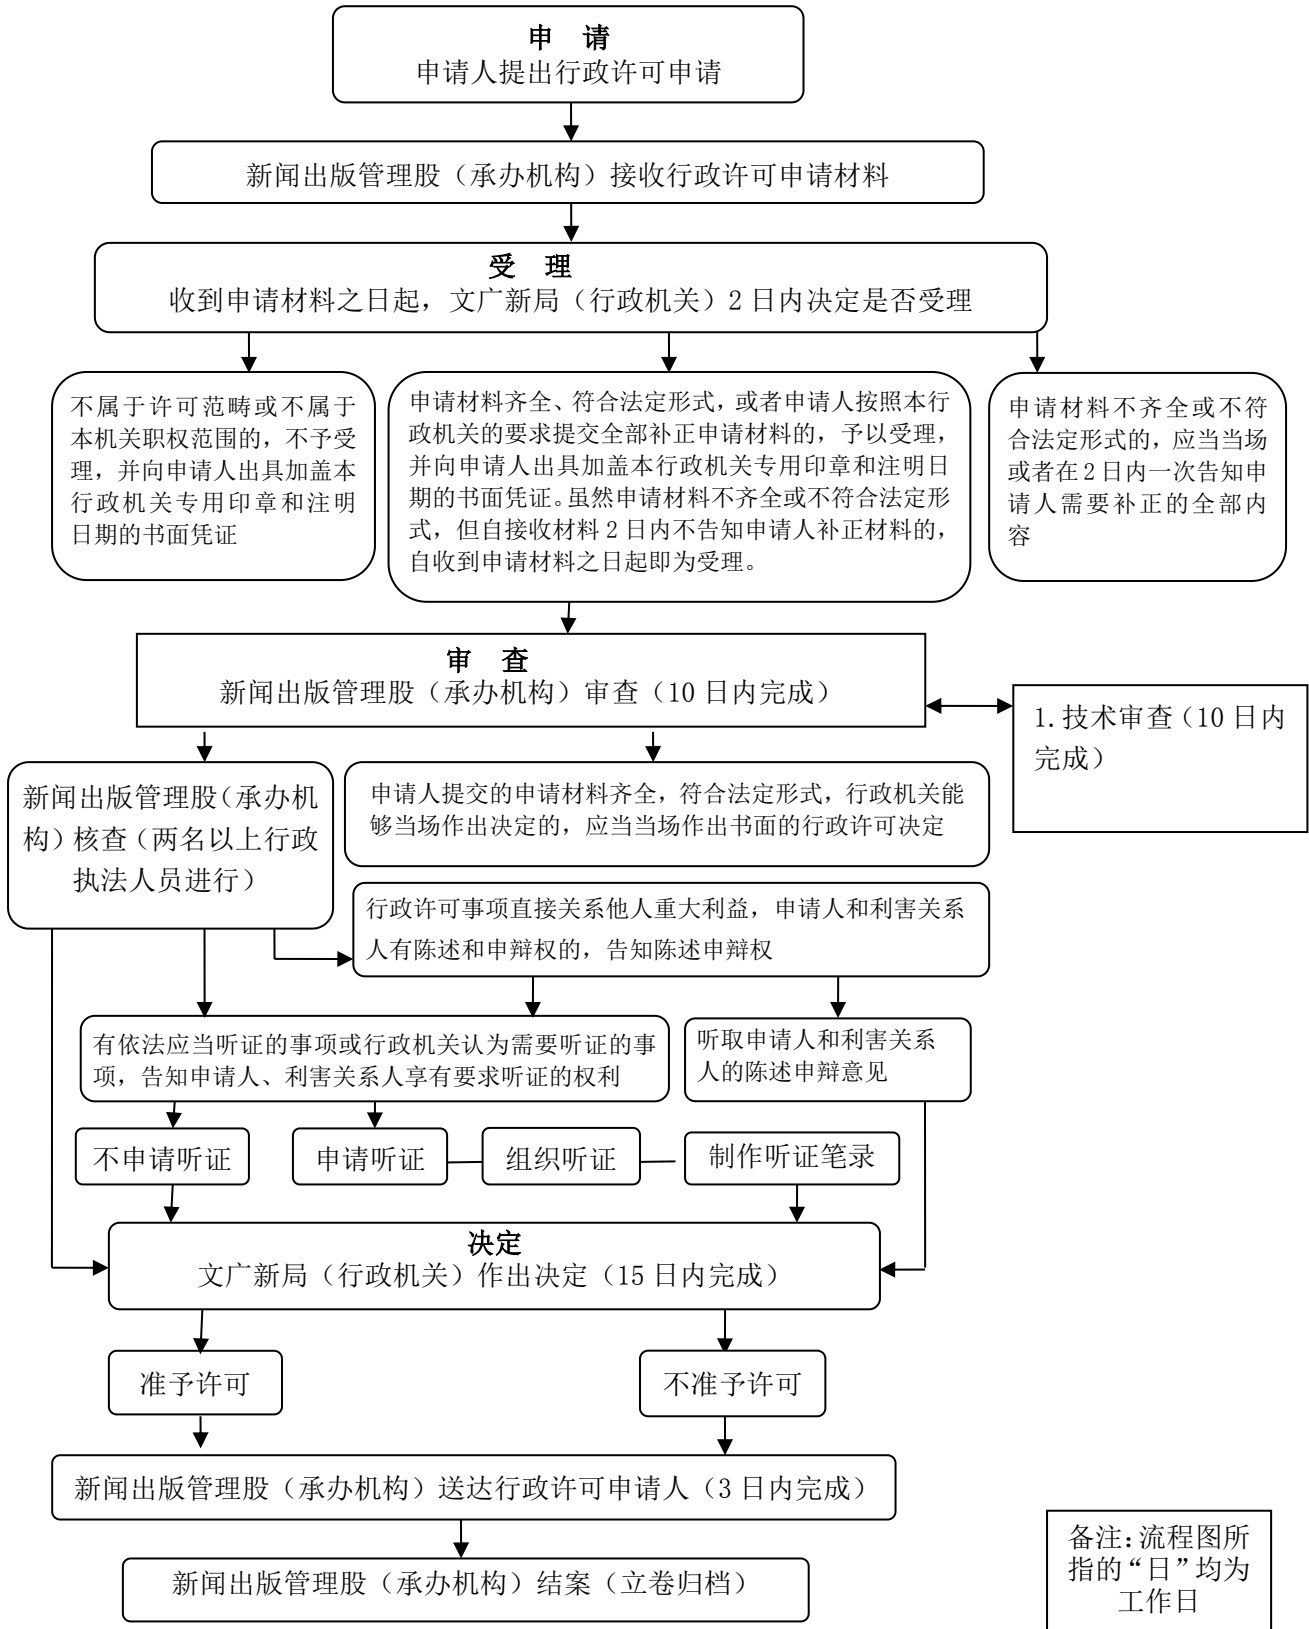 申　请
申请人提出行政许可申请
新闻出版管理股（承办机构）接收行政许可申请材料
受　理
收到申请材料之日起，文广新局（行政机关）2 日内决定是否受理
不属于许可范畴或不属于
本机关职权范围的，不予受
理，并向申请人出具加盖本
行政机关专用印章和注明
日期的书面凭证
申请材料齐全、符合法定形式，或者申请人按照本行
政机关的要求提交全部补正申请材料的，予以受理，
并向申请人出具加盖本行政机关专用印章和注明日
期的书面凭证。虽然申请材料不齐全或不符合法定形
式，但自接收材料 2 日内不告知申请人补正材料的，
自收到申请材料之日起即为受理。
申请材料不齐全或不符
合法定形式的，应当当场
或者在 2 日内一次告知申
请人需要补正的全部内
容
审　查
新闻出版管理股（承办机构）审查（10 日内完成）
1.技术审查（10 日内
完成）
新闻出版管理股（承办机
构）核查（两名以上行政
执法人员进行）
申请人提交的申请材料齐全，符合法定形式，行政机关能
够当场作出决定的，应当当场作出书面的行政许可决定
行政许可事项直接关系他人重大利益，申请人和利害关系
人有陈述和申辩权的，告知陈述申辩权
有依法应当听证的事项或行政机关认为需要听证的事
项，告知申请人、利害关系人享有要求听证的权利
听取申请人和利害关系
人的陈述申辩意见
不申请听证
申请听证
组织听证
制作听证笔录
决定
文广新局（行政机关）作出决定（15 日内完成）
准予许可
不准予许可
新闻出版管理股（承办机构）送达行政许可申请人（3 日内完成）
新闻出版管理股（承办机构）结案（立卷归档）
备注：流程图所
指的“日”均为
工作日